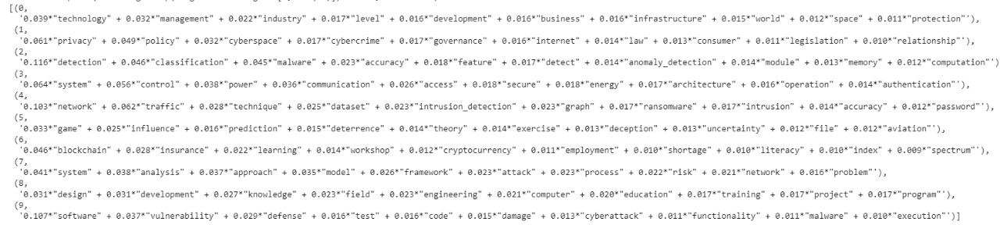 [(0,
'0.039*"technology" + 0.032*"management" + 0.022*"industry" + 0.017*"level" + 0.016*"development" + 0.016*"business" + 0.016*"infrastructure" + 0.015*"world" + 0.012*"space" + 0.011*"protection"'),
(1,
'0.061*"privacy" + 0.049*"policy" + 0.032*"cyberspace" + 0.017*"cybercrime" + 0.017*"governance" + 0.016*"internet" + 0.014*"law" + 0.013*"consumer" + 0.011*"legislation" + 0.010*"relationship"'),
(2,
'0.116*"detection" + 0.046*"classification" + 0.045*"malware" + 0.023*"accuracy" + 0.018*"feature" + 0.017*"detect" + 0.014*"anomaly_detection" + 0.014*"module" + 0.013*"memory" + 0.012*"computation"')
(3,
'0.064*"system" + 0.056*"control" + 0.038*"power" + 0.036*"communication" + 0.026*"access" + 0.018*"secure" + 0.018*"energy" + 0.017*"architecture" + 0.016*"operation" + 0.014*"authentication"'),
(4,
'0.103*"network" + 0.062*"traffic" + 0.028*"technique" + 0.025*"dataset" + 0.023*"intrusion_detection" + 0.023*"graph" + 0.017*"ransomware" + 0.017*"intrusion" + 0.014*"accuracy" + 0.012*"password"'),
(5,
'0.033*"game" + 0.025*"influence" + 0.016*"prediction" + 0.015*"deterrence" + 0.014*"theory" + 0.014*"exercise" + 0.013*"deception" + 0.013*"uncertainty" + 0.012*"file" + 0.012*"aviation"'),
(6,
'0.046*"blockchain" + 0.028*"insurance" + 0.022*"learning" + 0.014*"workshop" + 0.012*"cryptocurrency" + 0.011*"employment" + 0.010*"shortage" + 0.010*"literacy" + 0.010*"index" + 0.009*"spectrum"'),
(7,
'0.041*"system" + 0.038*"analysis" + 0.037*"approach" + 0.035*"model" + 0.026*"framework" + 0.023*"attack" + 0.023*"process" + 0.022*"risk" + 0.021*"network" + 0.016*"problem"'),
(8,
'0.031*"design" + 0.031*"development" + 0.027*"knowledge" + 0.023*"field" + 0.023*"engineering" + 0.021*"computer" + 0.020*"education" + 0.017*"training" + 0.017*"project" + 0.017*"program"'),
(9,
'0.107*"software" + 0.037*"vulnerability" + 0.029*"defense" + 0.016*"test" + 0.016*"code" + 0.015*"damage" + 0.013*"cyberattack" + 0.011*"functionality" + 0.011*"malware" + 0.010*"execution"')]